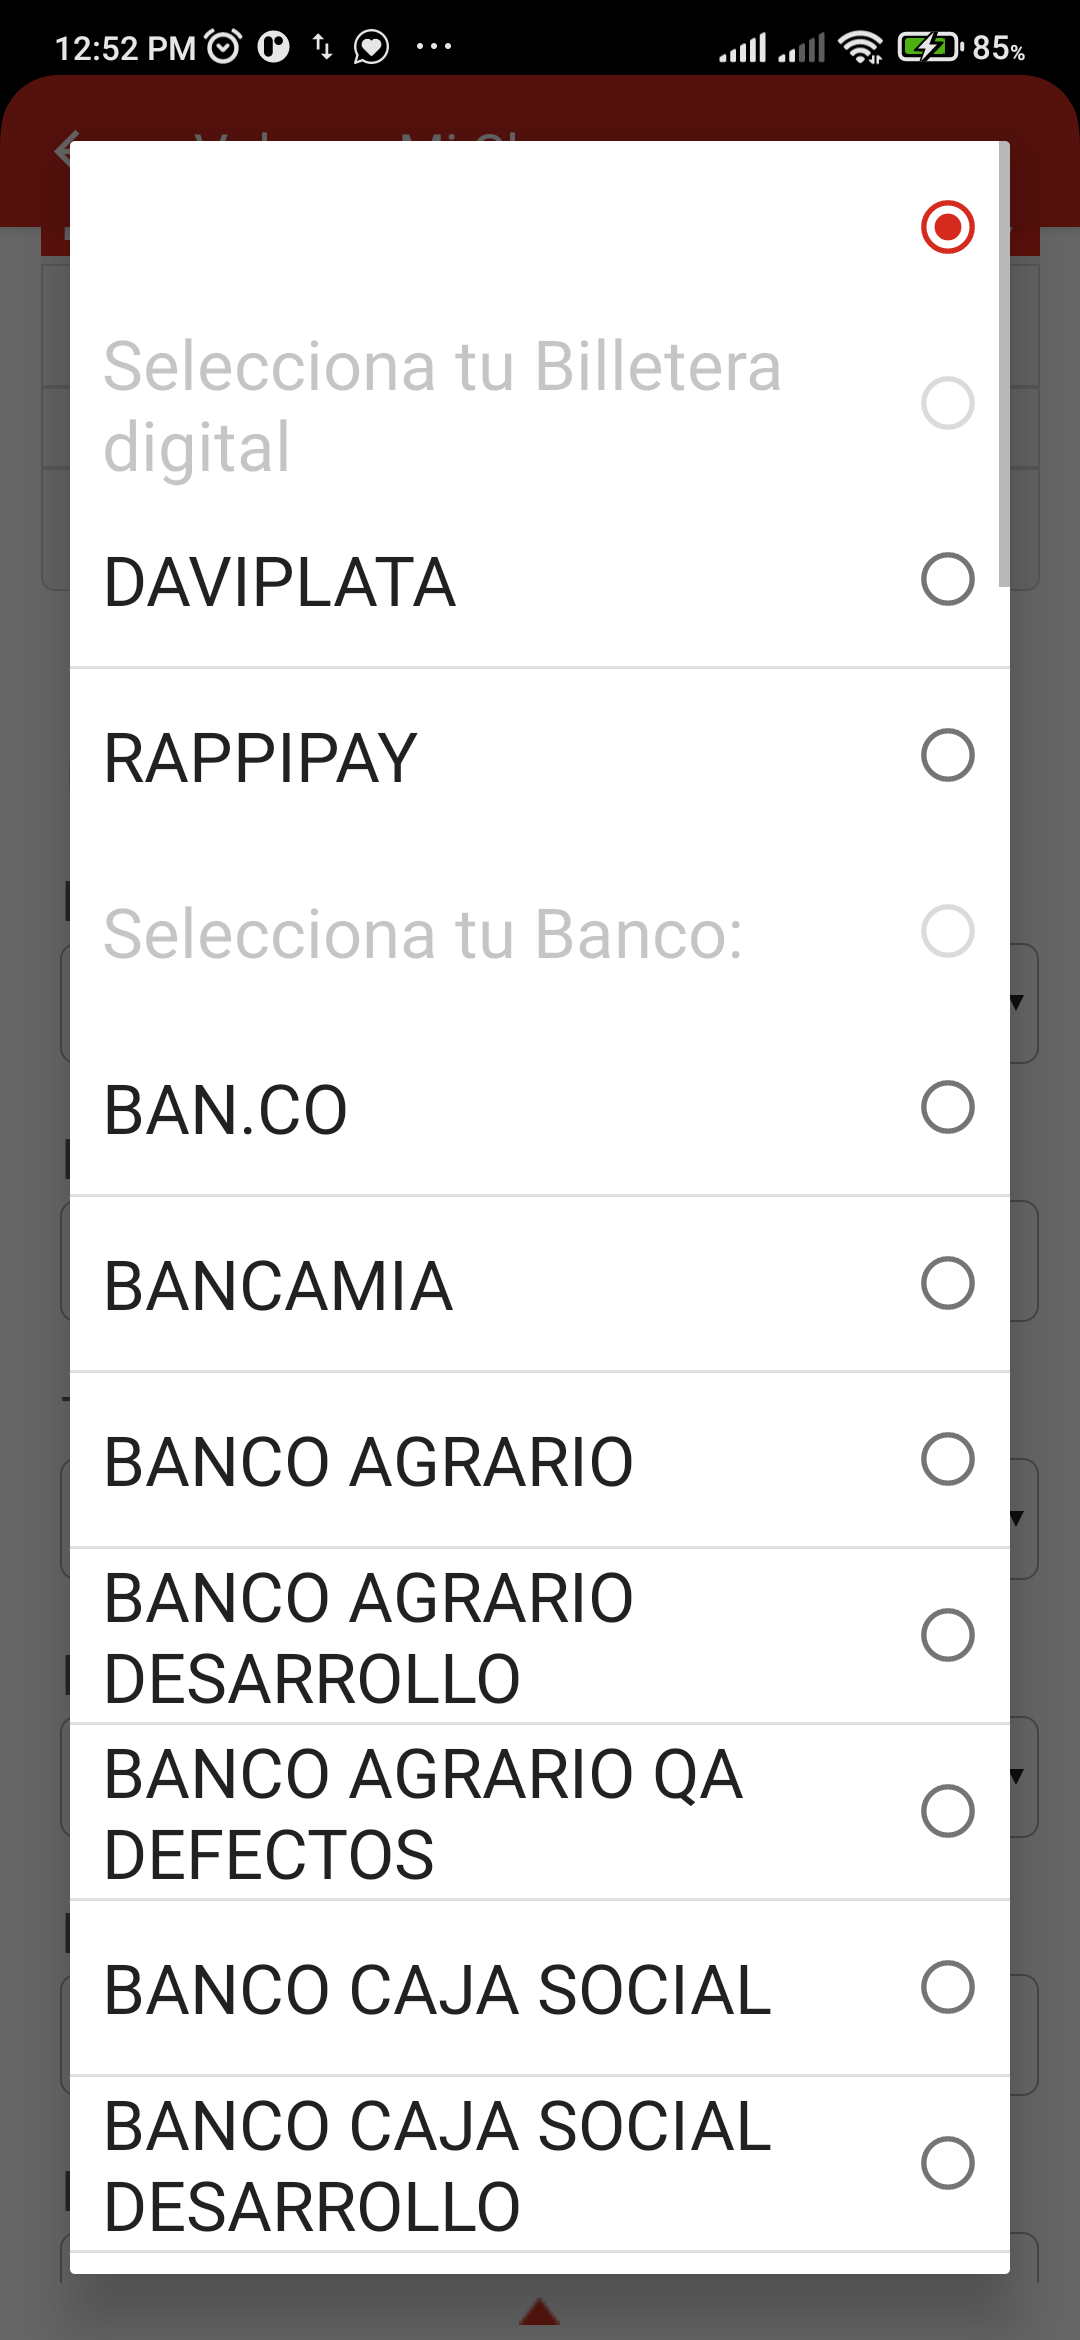 12:52 PM
85%
Selecciona tu Billetera
digital
DAVIPLATA
RAPPIPAY
Selecciona tu Banco:
BAN.CO
BANCAMIA
BANCO AGRARIO
BANCO AGRARIO
DESARROLLO
BANCO AGRARIO QA
DEFECTOS
BANCO CAJA SOCIAL
BANCO CAJA SOCIAL
DESARROLLO